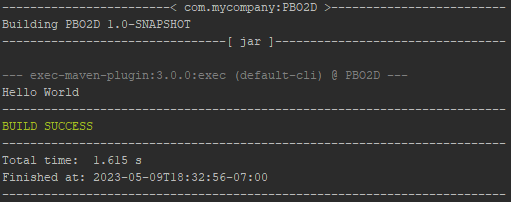 ------------------------< com.mycompany:PBO2D >-------------------------
Building PBO2D 1.0-SNAPSHOT
--------------------------------[ jar ]---------------------------------
--- exec-maven-plugin:3.0.0:exec (default-cli) @ PBO2D ---
Hello World
------------------------------------------------------------------------
BUILD SUCCESS
------------------------------------------------------------------------
Total time:  1.615 s
Finished at: 2023-05-09T18:32:56-07:00
------------------------------------------------------------------------